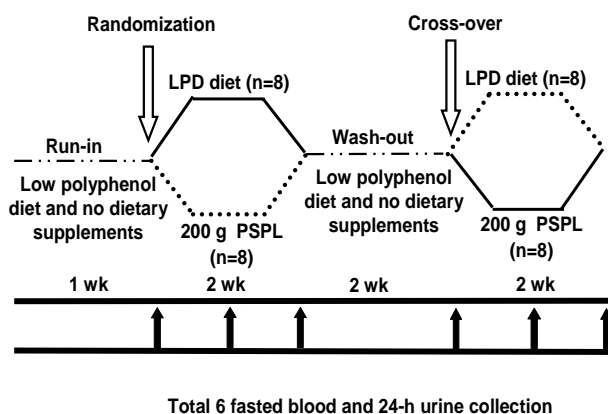 Randomization
Cross-over
LPD diet (n=8)
LPD diet (n=8)
Run-in
Wash-out
Low polyphenol
diet and no dietary
supplements
200 g PSPL
(n=8)
Low polyphenol
diet and no dietary
supplements
200 g PSPL
(n=8)
1 wk
2 wk
2 wk
2 wk
Total 6 fasted blood and 24-h urine collection